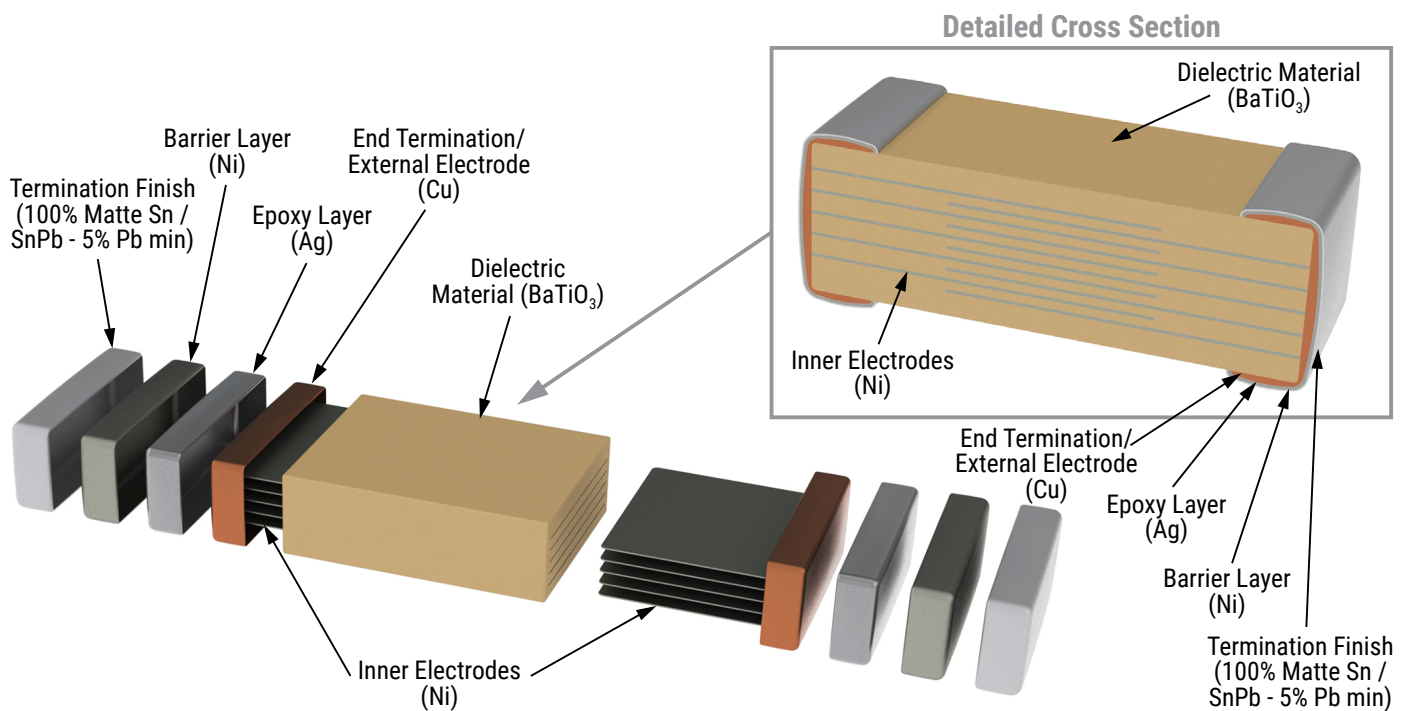 Detailed Cross Section
Dielectric Material
(BaTiO₃)
Inner Electrodes
(Ni)
End Termination/
External Electrode
(Cu)
Epoxy Layer
(Ag)
Barrier Layer
(Ni)
Termination Finish
(100% Matte Sn /
SnPb - 5% Pb min)
Termination Finish
(100% Matte Sn /
SnPb - 5% Pb min)
Barrier Layer
(Ni)
Epoxy Layer
(Ag)
End Termination/
External Electrode
(Cu)
Dielectric
Material (BaTiO₃)
Inner Electrodes
(Ni)